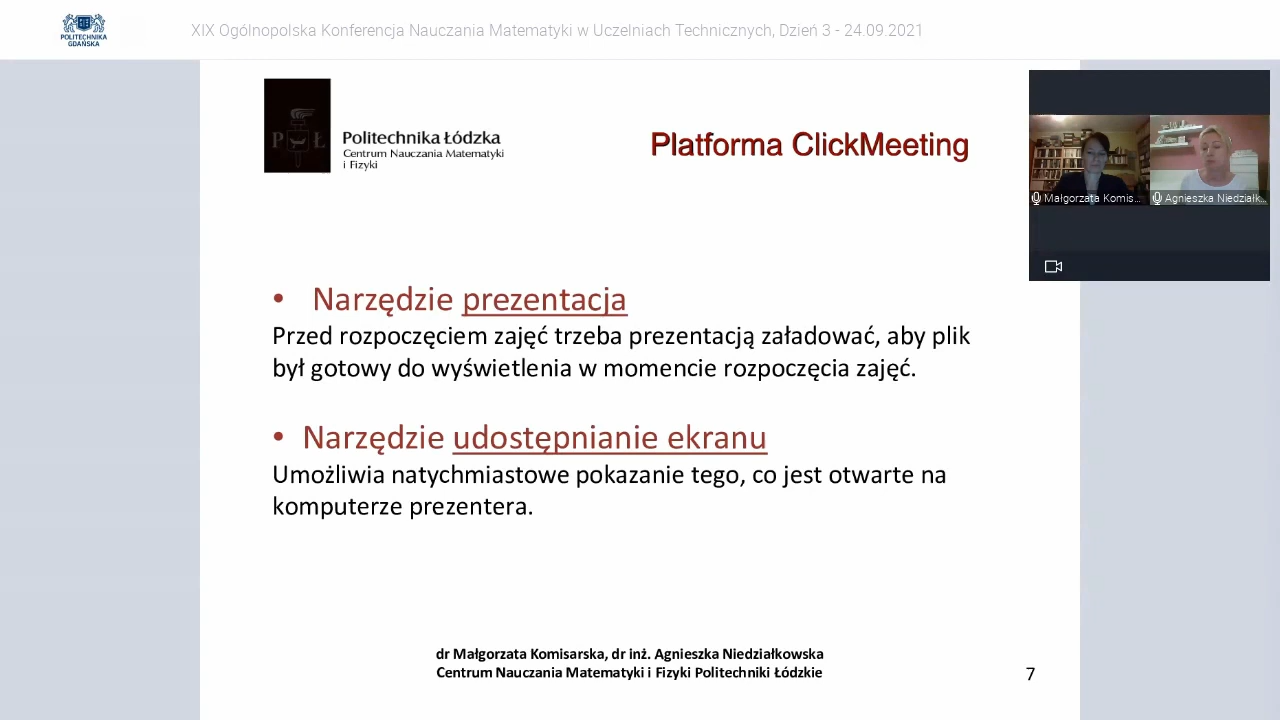 POLITECHNIKA
GDAŃSKA
XIX Ogólnopolska Konferencja Nauczania Matematyki w Uczelniach Technicznych, Dzień 3 - 24.09.2021
P Ł
Politechnika Łódzka
Centrum Nauczania Matematyki
i Fizyki
Platforma ClickMeeting
Małgorzata Komis...
Agnieszka Niedziałk...
• Narzędzie prezentacja
Przed rozpoczęciem zajęć trzeba prezentacją załadować, aby plik
był gotowy do wyświetlenia w momencie rozpoczęcia zajęć.
• Narzędzie udostępnianie ekranu
Umożliwia natychmiastowe pokazanie tego, co jest otwarte na
komputerze prezentera.
dr Małgorzata Komisarska, dr inż. Agnieszka Niedziałkowska
Centrum Nauczania Matematyki i Fizyki Politechniki Łódzkie
7